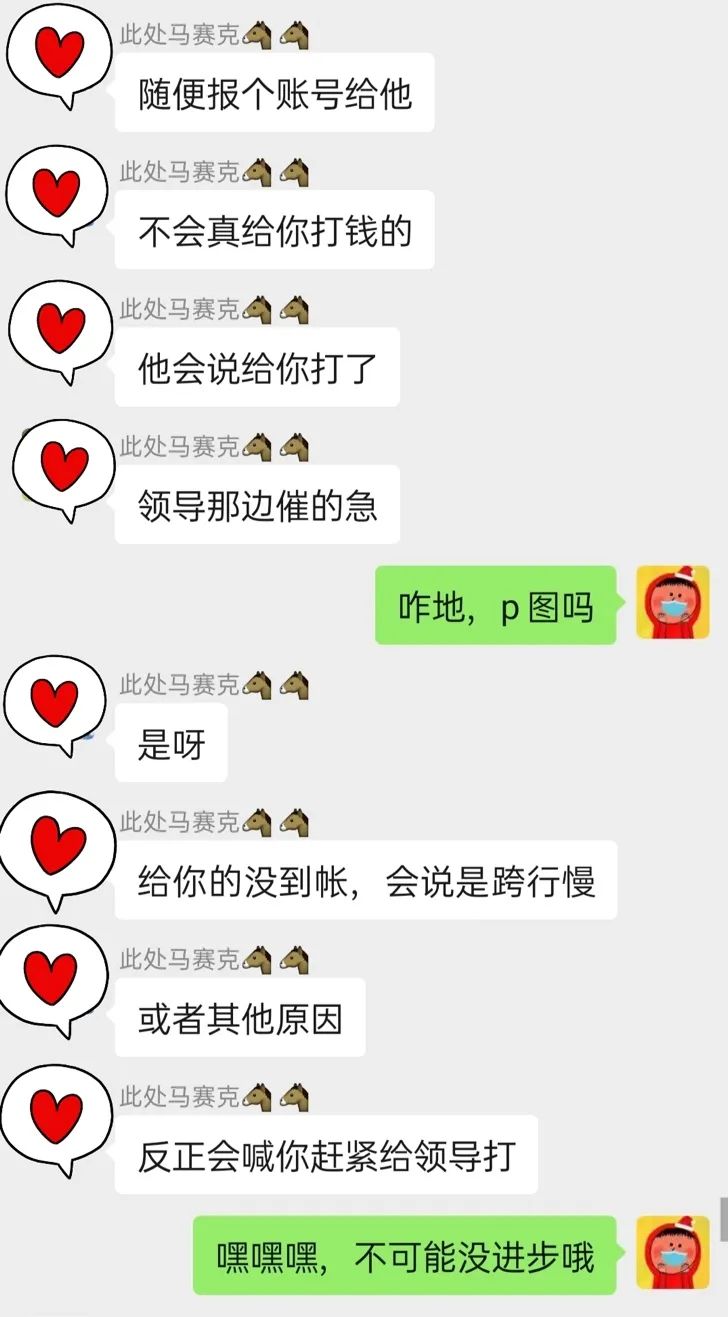 此处马赛克🐴🐴
随便报个账号给他
此处马赛克🐴🐴
不会真给你打钱的
此处马赛克🐴🐴
他会说给你打了
此处马赛克🐴🐴
领导那边催的急
咋地，p图吗
此处马赛克🐴🐴
是呀
此处马赛克🐴🐴
给你的没到帐，会说是跨行慢
此处马赛克🐴🐴
或者其他原因
此处马赛克🐴🐴
反正会喊你赶紧给领导打
嘿嘿嘿，不可能没进步哦